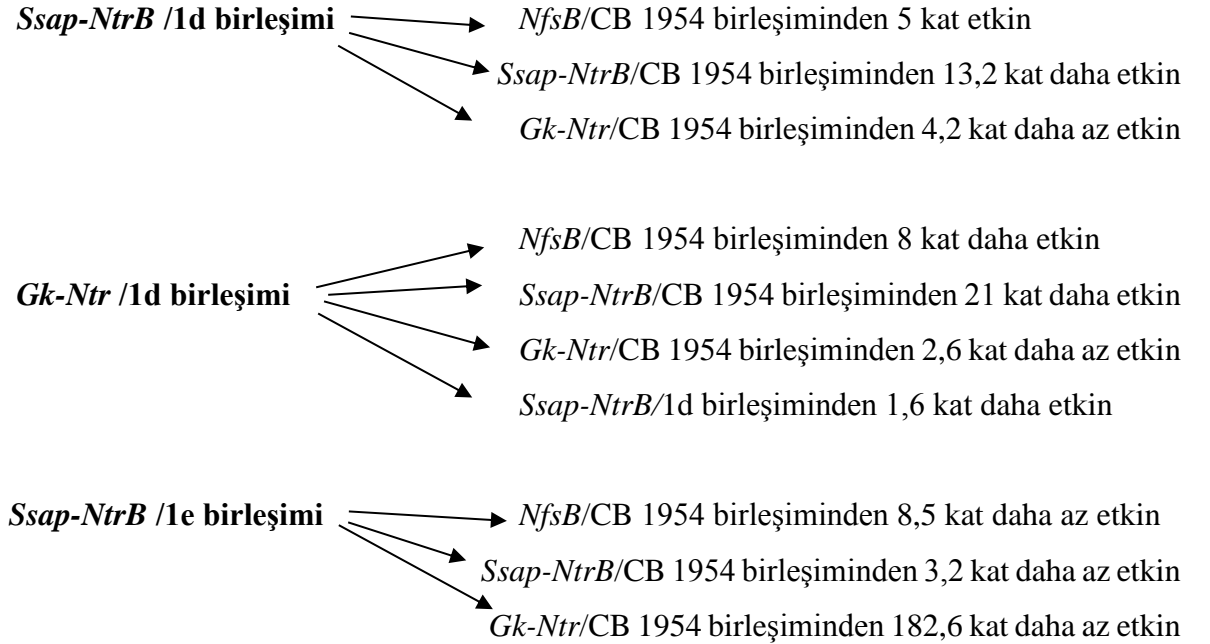 Ssap-NtrB /1d birleşimi
NfsB/CB 1954 birleşiminden 5 kat etkin
Ssap-NtrB/CB 1954 birleşiminden 13,2 kat daha etkin
Gk-Ntr/CB 1954 birleşiminden 4,2 kat daha az etkin
Gk-Ntr /1d birleşimi
NfsB/CB 1954 birleşiminden 8 kat daha etkin
Ssap-NtrB/CB 1954 birleşiminden 21 kat daha etkin
Gk-Ntr/CB 1954 birleşiminden 2,6 kat daha az etkin
Ssap-NtrB/1d birleşiminden 1,6 kat daha etkin
Ssap-NtrB /1e birleşimi
NfsB/CB 1954 birleşiminden 8,5 kat daha az etkin
Ssap-NtrB/CB 1954 birleşiminden 3,2 kat daha az etkin
Gk-Ntr/CB 1954 birleşiminden 182,6 kat daha az etkin